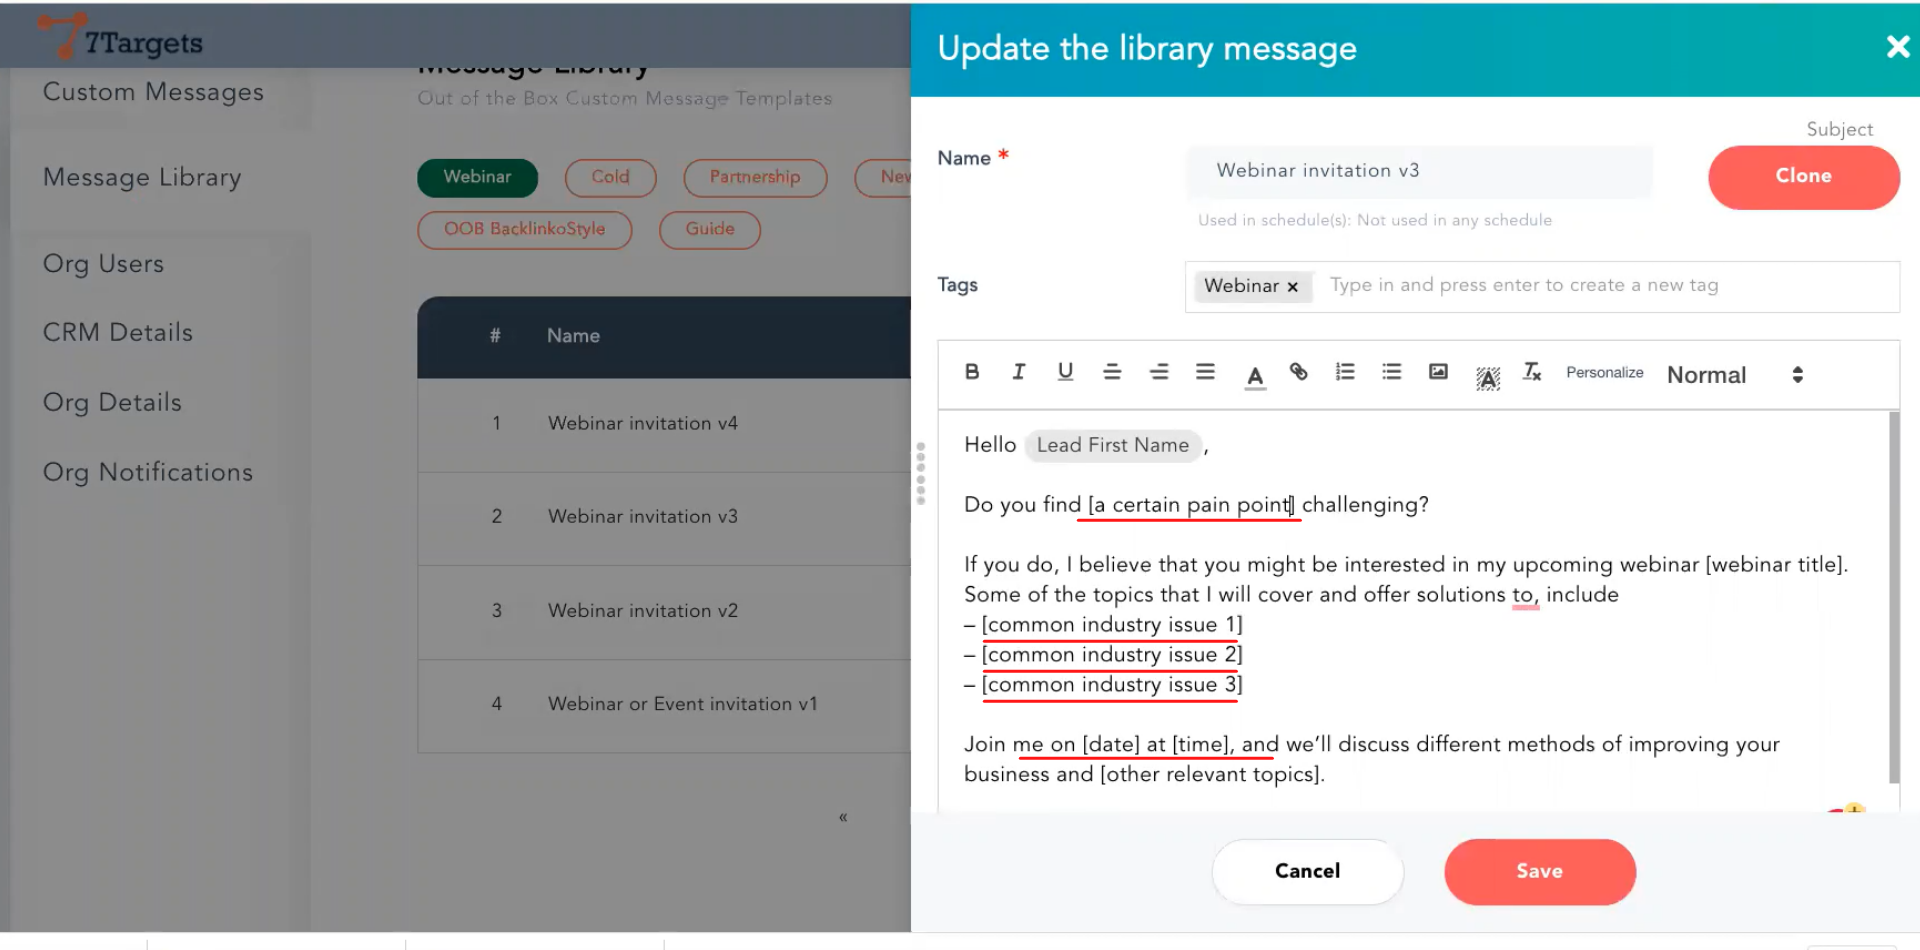 7Targets
Custom Messages
Message Library
Org Users
CRM Details
Org Details
Org Notifications
Message Library
Out of the Box Custom Message Templates
Webinar
Cold
Partnership
OOB BacklinkoStyle
Guide
# Name
1 Webinar invitation v4
2 Webinar invitation v3
3 Webinar invitation v2
4 Webinar or Event invitation v1
«
Update the library message
Subject
Name *
Webinar invitation v3
Clone
Used in schedule(s): Not used in any schedule
Tags
Webinar × Type in and press enter to create a new tag
Personalize
Normal
Hello Lead First Name ,
Do you find [a certain pain point] challenging?
If you do, I believe that you might be interested in my upcoming webinar [webinar title].
Some of the topics that I will cover and offer solutions to, include
– [common industry issue 1]
– [common industry issue 2]
– [common industry issue 3]
Join me on [date] at [time], and we’ll discuss different methods of improving your
business and [other relevant topics].
Cancel
Save